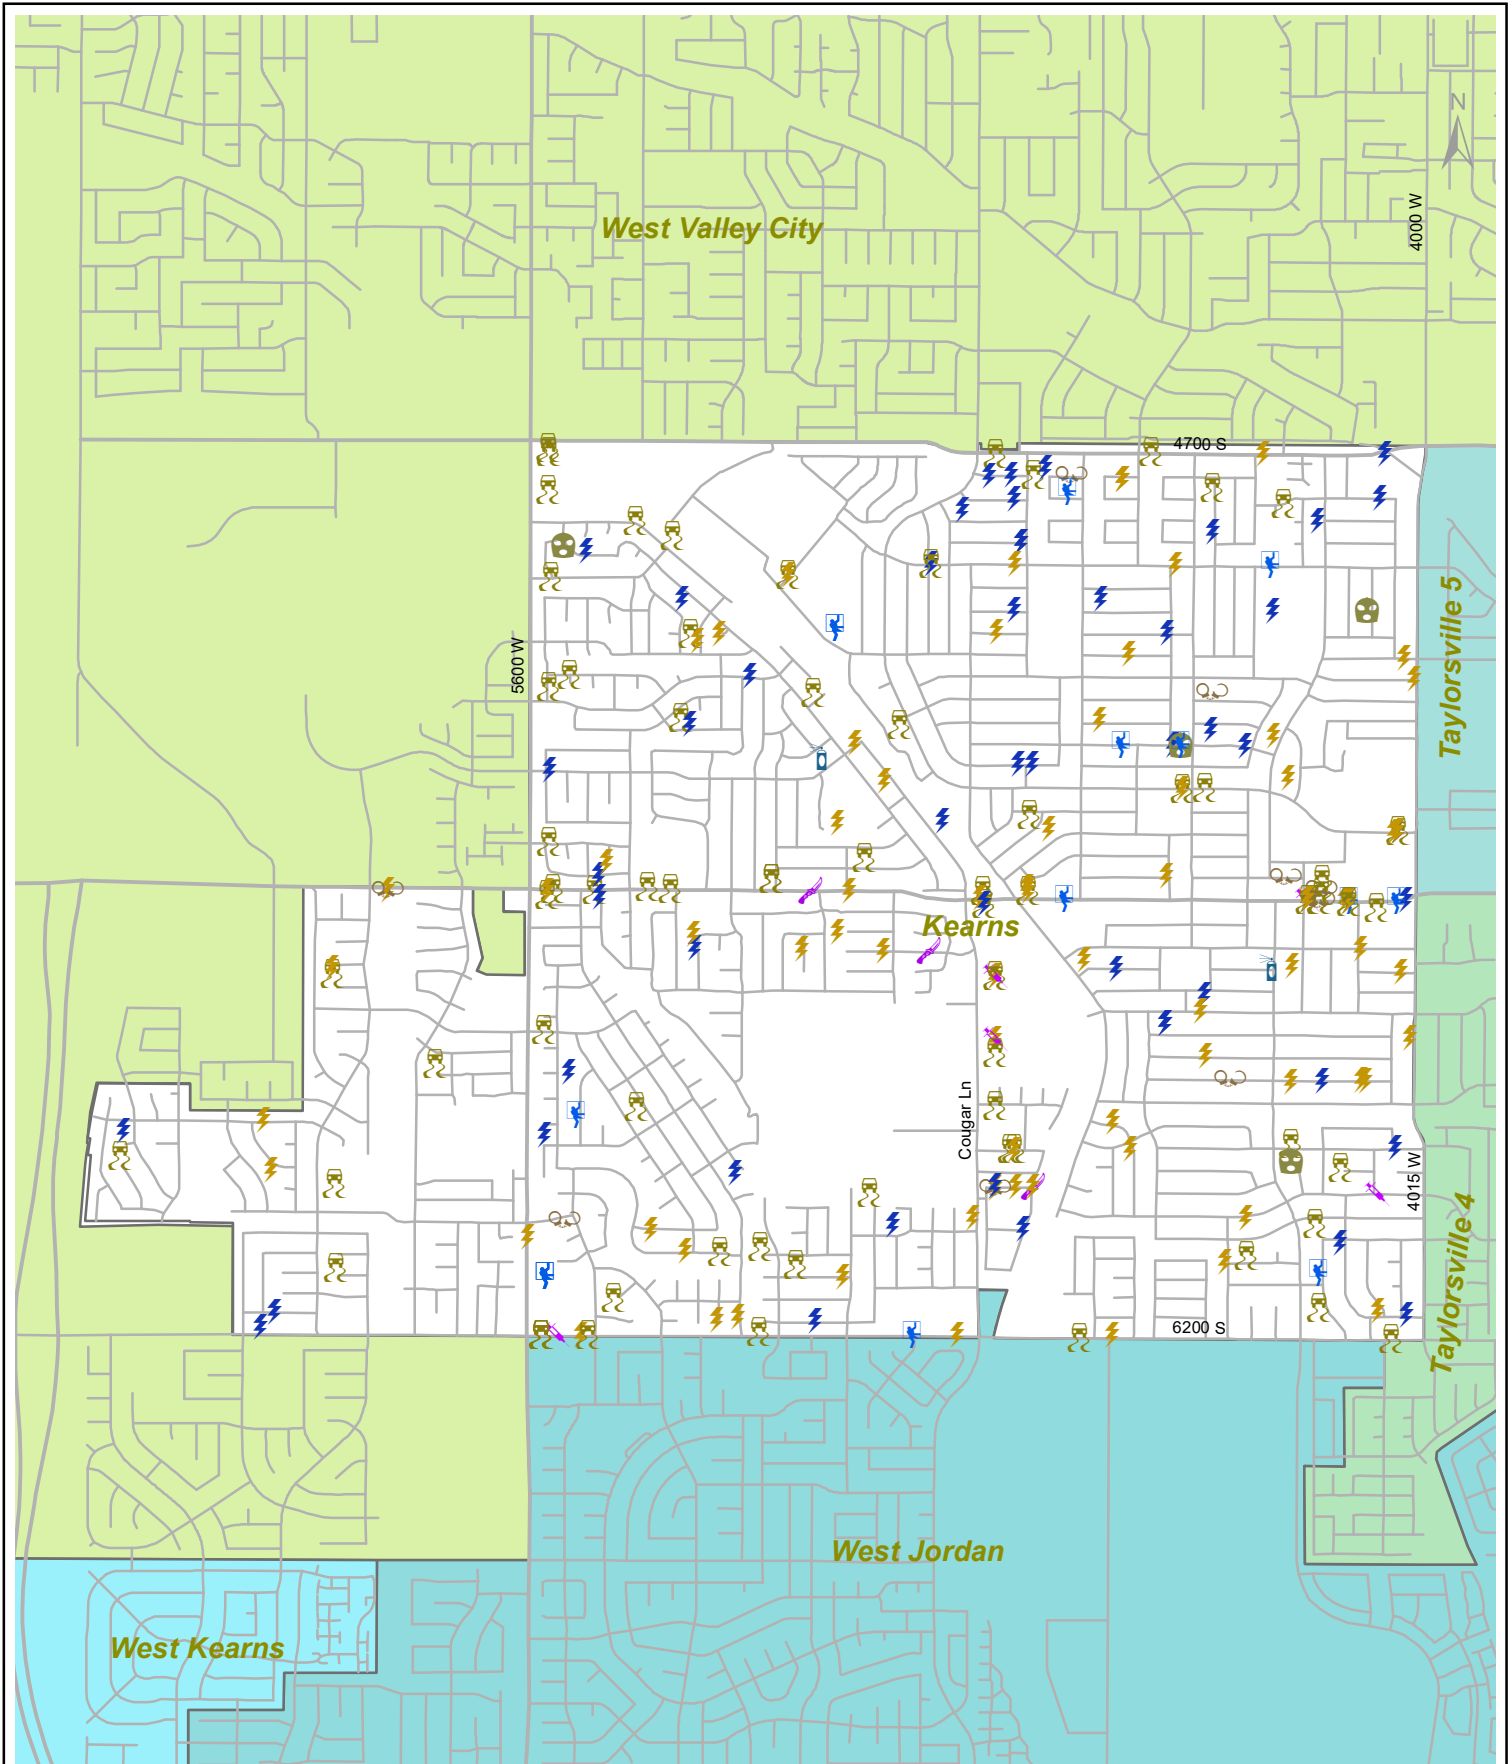 N
4000 W
West Valley City
4700 S
Taylorsville 5
5600 W
Kearns
Cougar Ln
4015 W
Taylorsville 4
6200 S
West Jordan
West Kearns